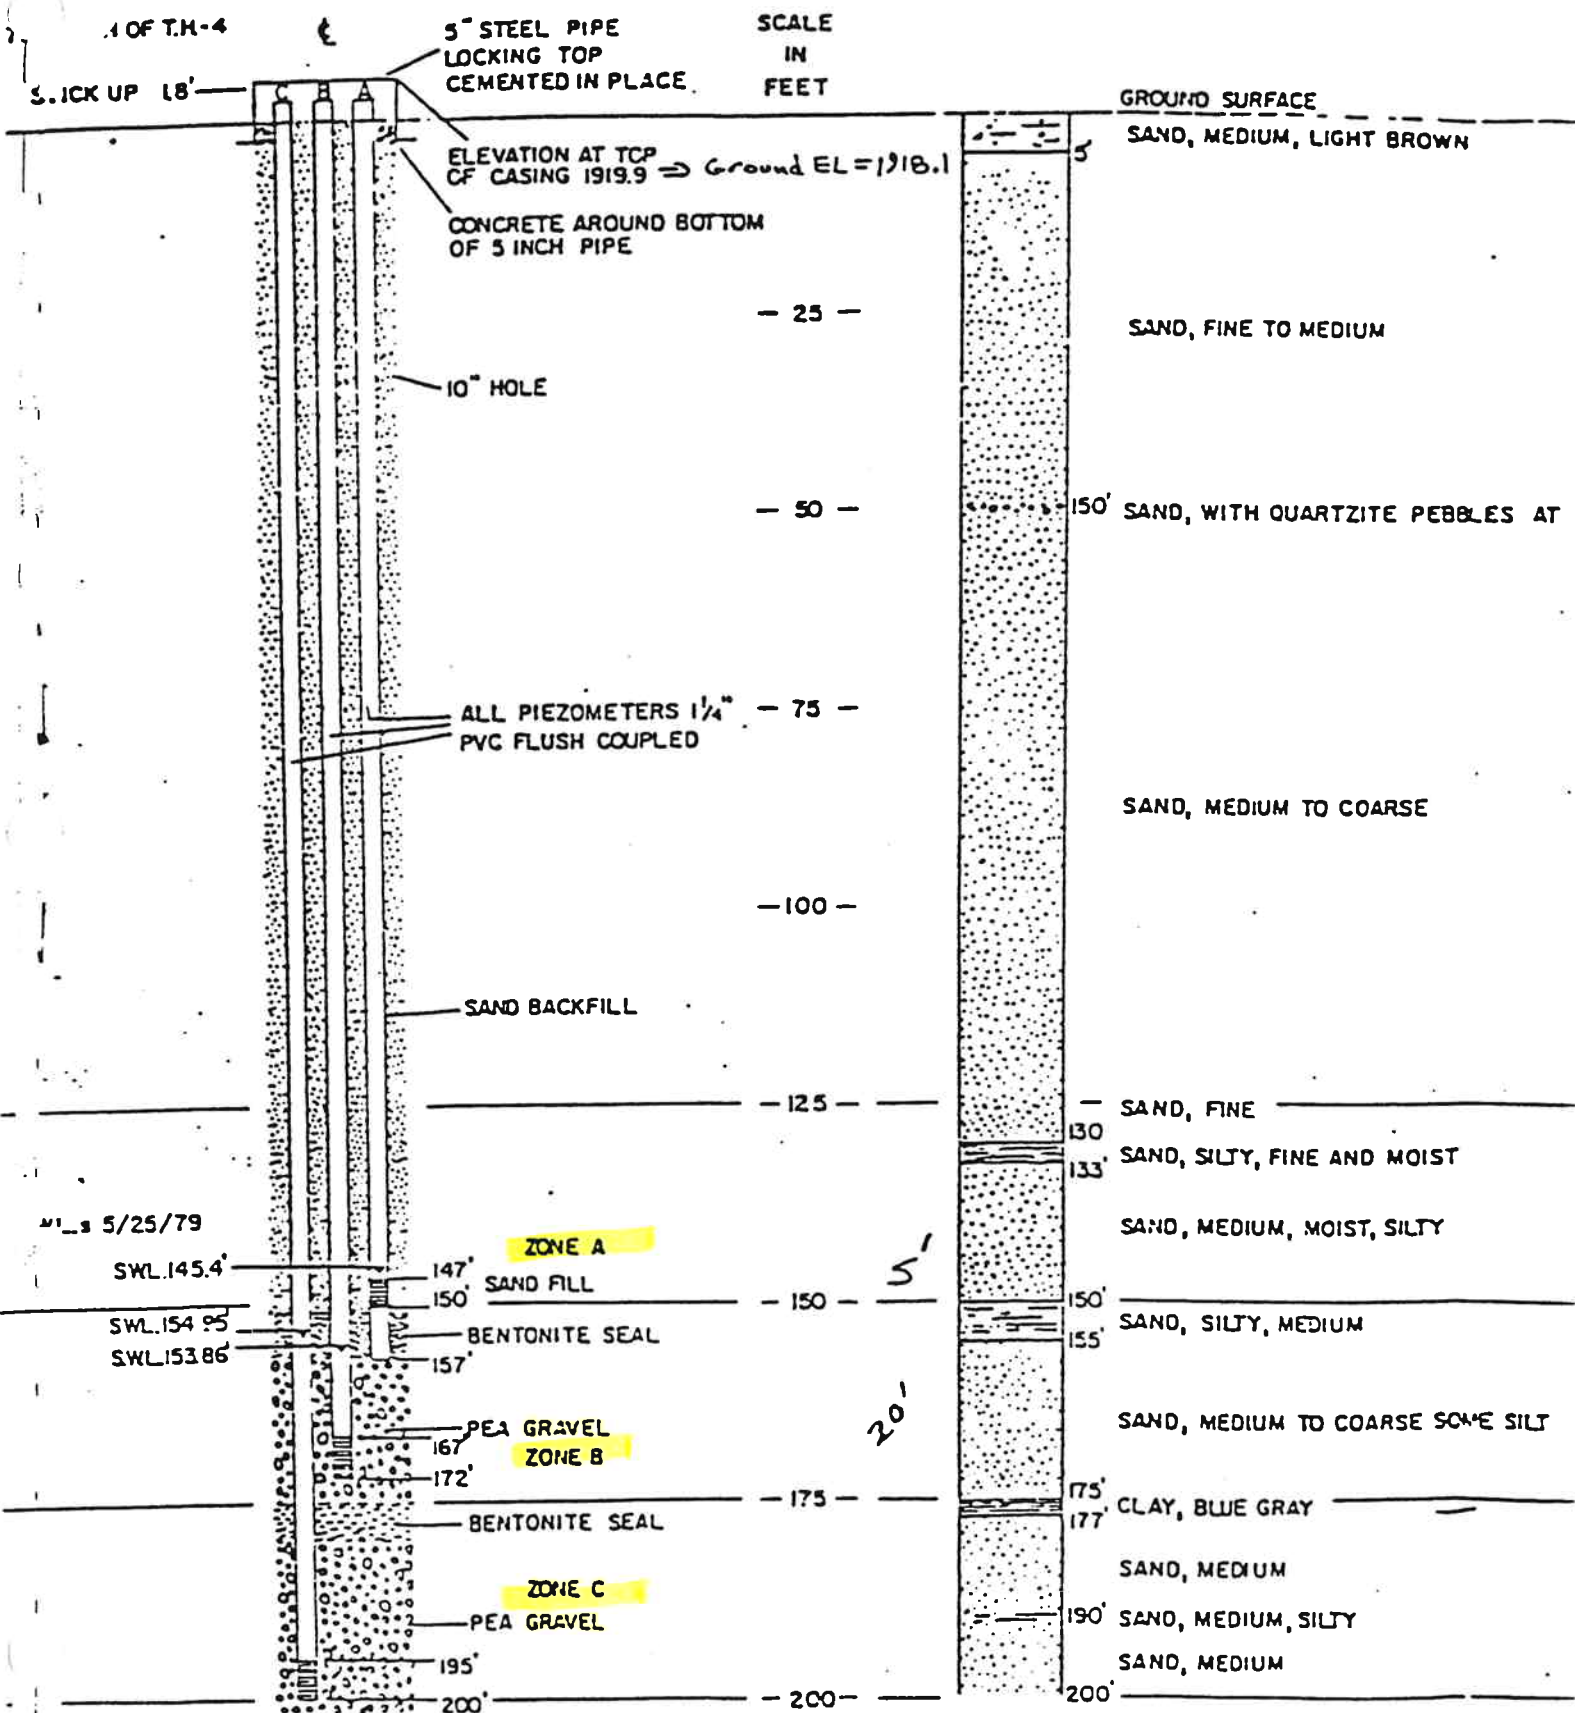 OF T.H-4
℄
5" STEEL PIPE
LOCKING TOP
CEMENTED IN PLACE
SCALE
IN
FEET
UP 1.8'
C B A
GROUND SURFACE
SAND, MEDIUM, LIGHT BROWN
5'
ELEVATION AT TOP
OF CASING 1919.9 ⇒ Ground EL = 1918.1
CONCRETE AROUND BOTTOM
OF 5 INCH PIPE
— 25 —
SAND, FINE TO MEDIUM
10" HOLE
— 50 —
150' SAND, WITH QUARTZITE PEBBLES AT
ALL PIEZOMETERS 1¼"
PVC FLUSH COUPLED
— 75 —
SAND, MEDIUM TO COARSE
— 100 —
SAND BACKFILL
— 125 —
SAND, FINE
130
SAND, SILTY, FINE AND MOIST
133'
5/25/79
SAND, MEDIUM, MOIST, SILTY
ZONE A
SWL.145.4'
147'
SAND FILL
5'
150'
— 150 —
150'
SWL.154.95'
BENTONITE SEAL
SAND, SILTY, MEDIUM
155'
S.W.L.153.86'
157'
20'
PEA GRAVEL
SAND, MEDIUM TO COARSE SOME SILT
167'
ZONE B
172'
— 175 —
175'
CLAY, BLUE GRAY
177'
BENTONITE SEAL
SAND, MEDIUM
ZONE C
PEA GRAVEL
190' SAND, MEDIUM, SILTY
195'
SAND, MEDIUM
200'
— 200 —
200'